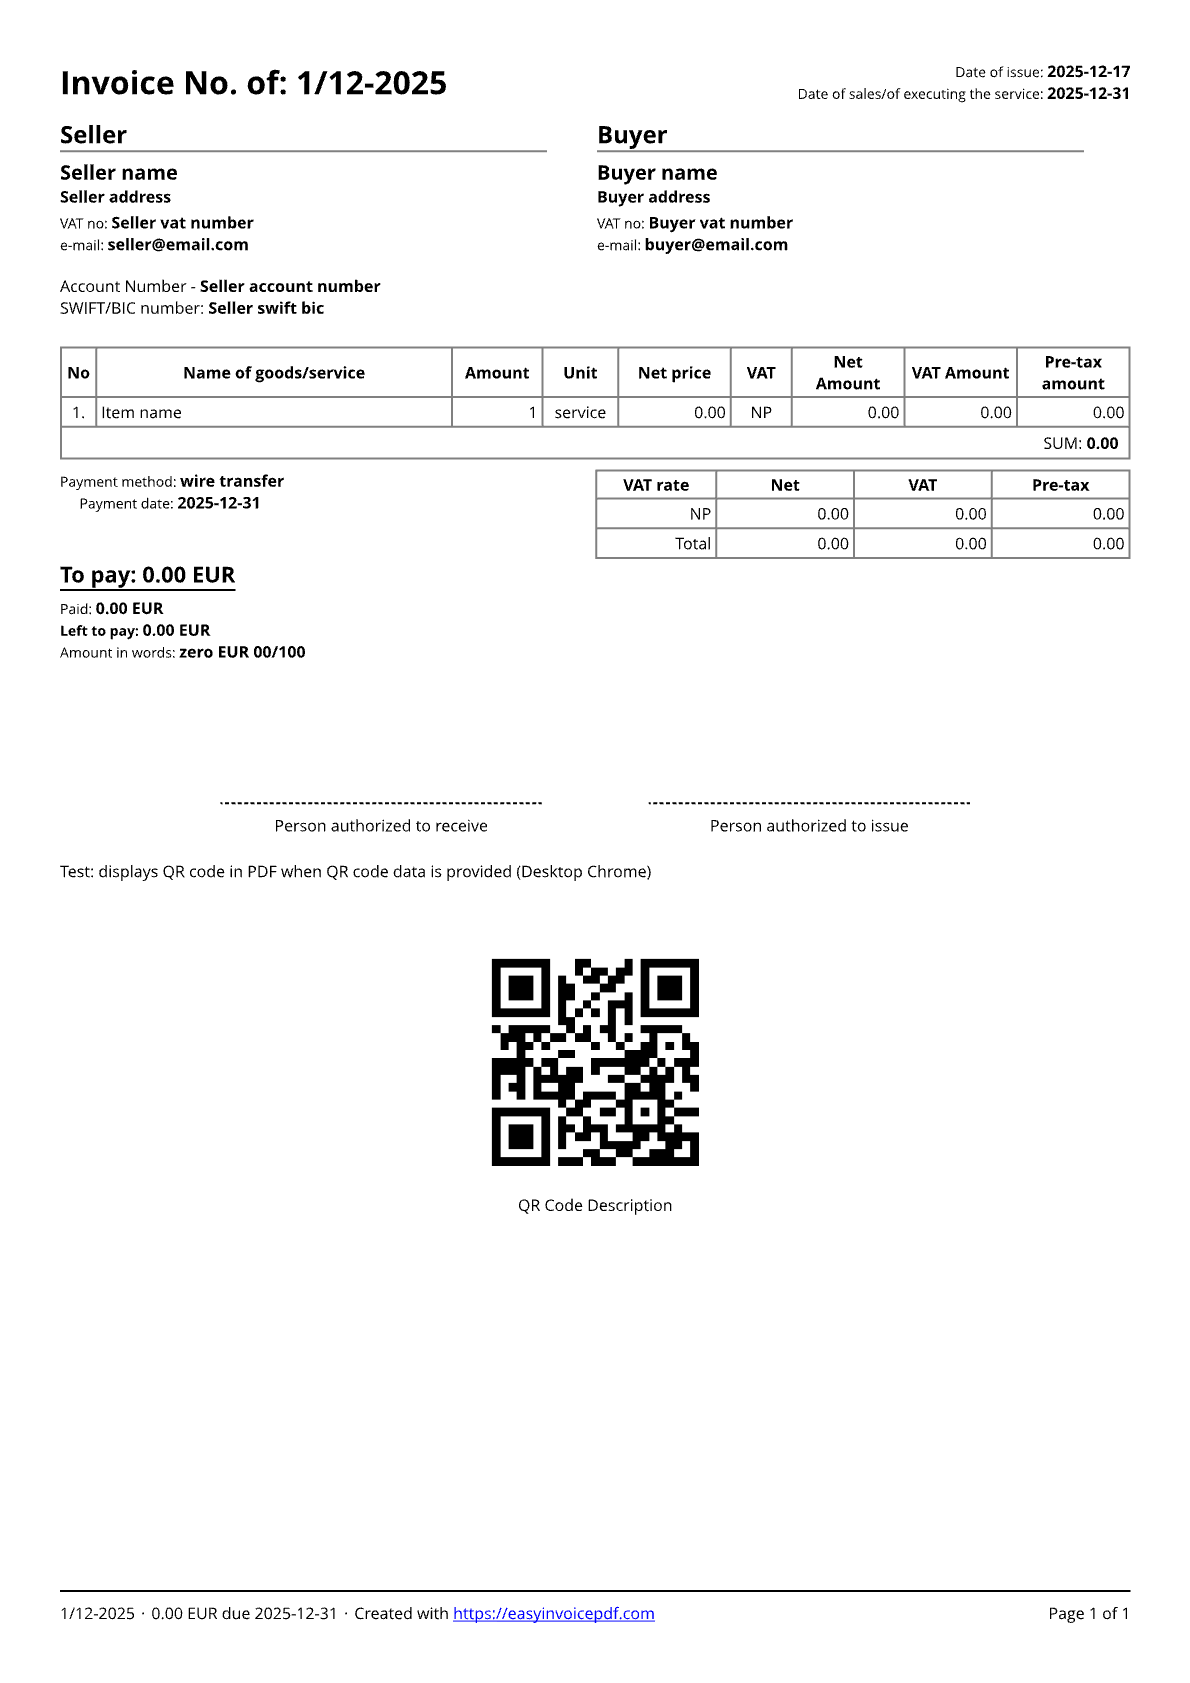 Invoice No. of: 1/12-2025
Date of issue: 2025-12-17
Date of sales/of executing the service: 2025-12-31
Seller
Seller name
Seller address
VAT no: Seller vat number
e-mail: seller@email.com
Account Number - Seller account number
SWIFT/BIC number: Seller swift bic
Buyer
Buyer name
Buyer address
VAT no: Buyer vat number
e-mail: buyer@email.com
No Name of goods/service Amount Unit Net price VAT Net Amount VAT Amount Pre-tax amount
1. Item name 1 service 0.00 NP 0.00 0.00 0.00
SUM: 0.00
Payment method: wire transfer
Payment date: 2025-12-31
VAT rate Net VAT Pre-tax
NP 0.00 0.00 0.00
Total 0.00 0.00 0.00
To pay: 0.00 EUR
Paid: 0.00 EUR
Left to pay: 0.00 EUR
Amount in words: zero EUR 00/100
Person authorized to receive
Person authorized to issue
Test: displays QR code in PDF when QR code data is provided (Desktop Chrome)
QR Code Description
1/12-2025 · 0.00 EUR due 2025-12-31 · Created with https://easyinvoicepdf.com
Page 1 of 1